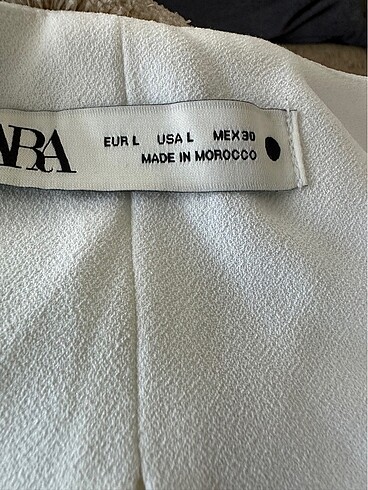 ARA
EUR L USA L MEX 30
MADE IN MOROCCO